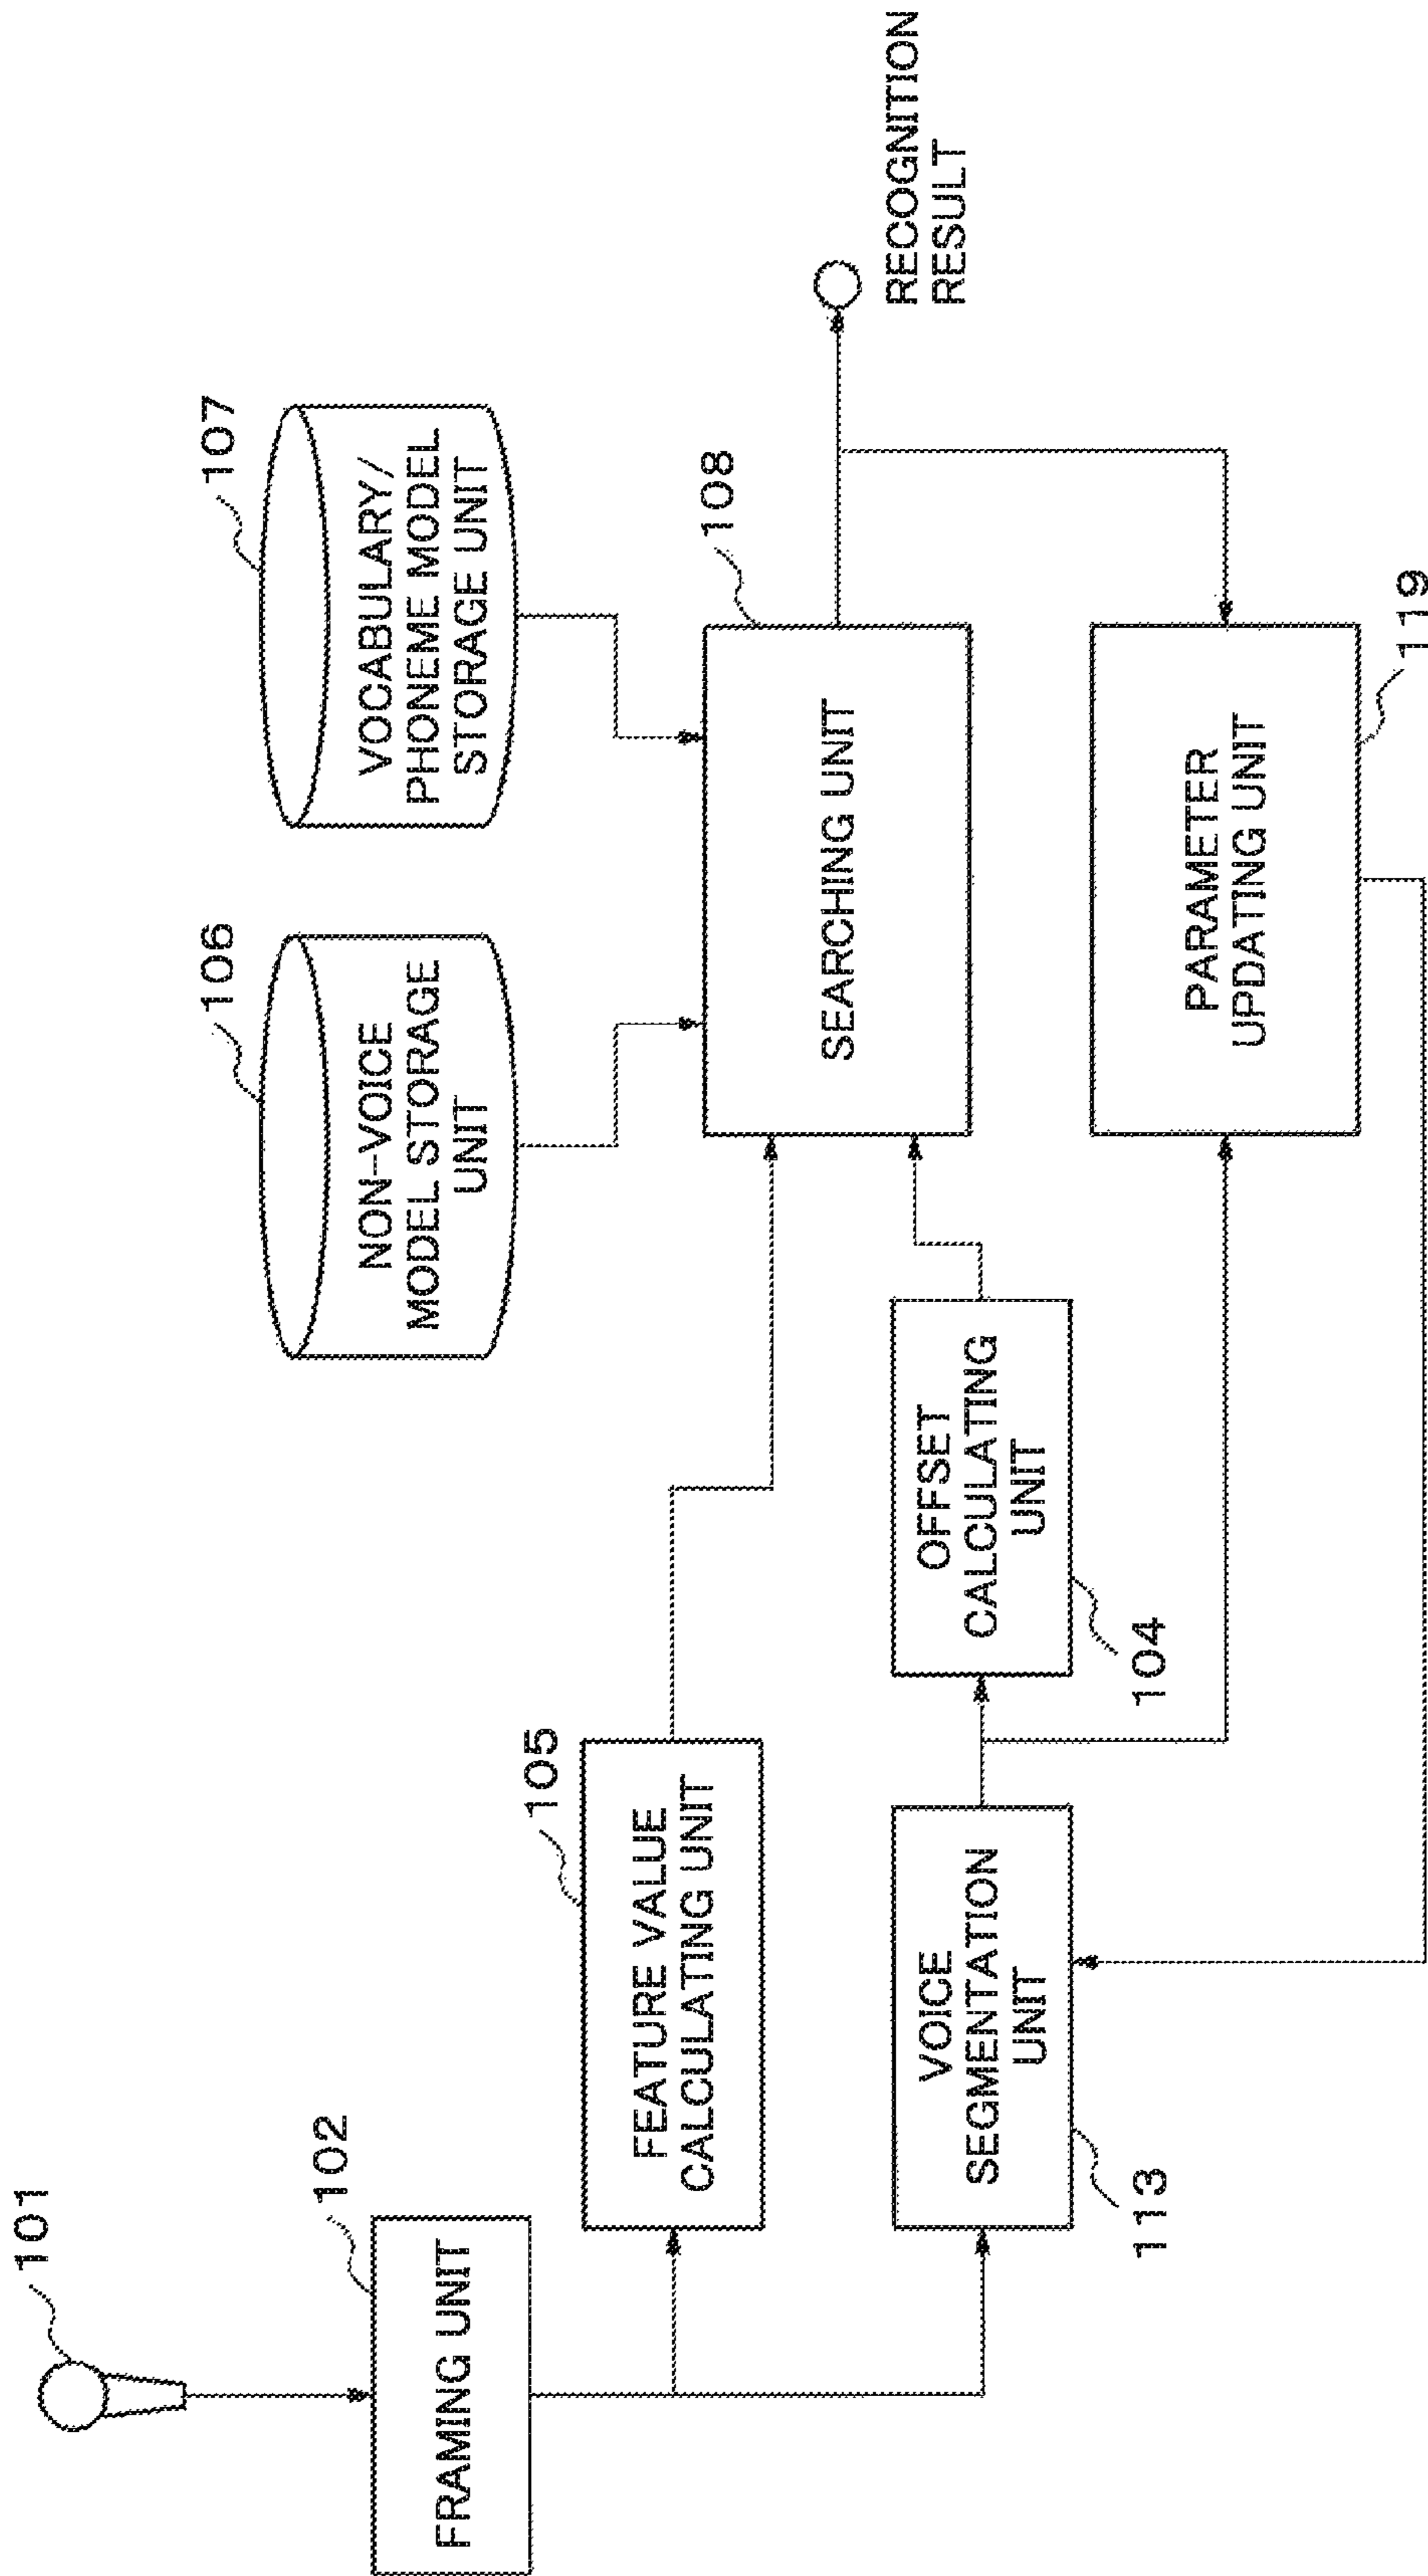 101
102
FRAMING UNIT
105
FEATURE VALUE
CALCULATING UNIT
VOICE
SEGMENTATION
UNIT
113
OFFSET
CALCULATING
UNIT
104
106
NON-VOICE
MODEL STORAGE
UNIT
107
VOCABULARY/
PHONEME MODEL
STORAGE UNIT
108
SEARCHING UNIT
PARAMETER
UPDATING UNIT
119
RECOGNITION
RESULT